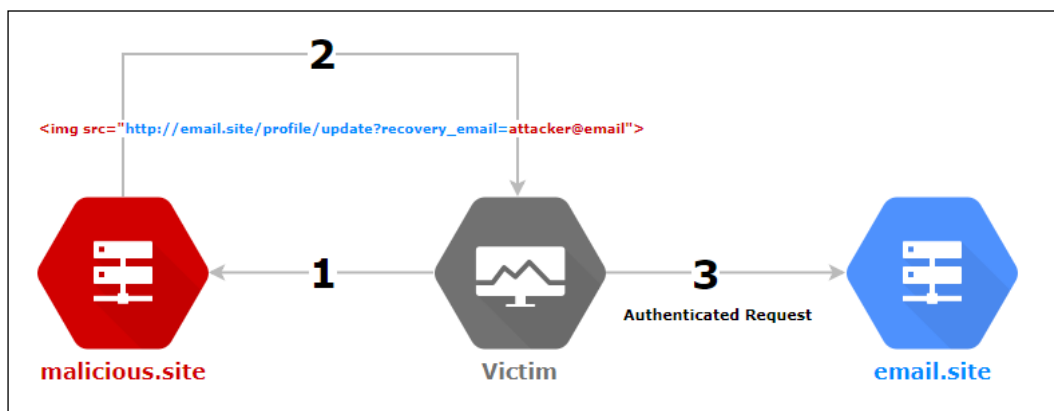 2
<img src="http://email.site/profile/update?recovery_email=attacker@email">
1
3
Authenticated Request
malicious.site
Victim
email.site